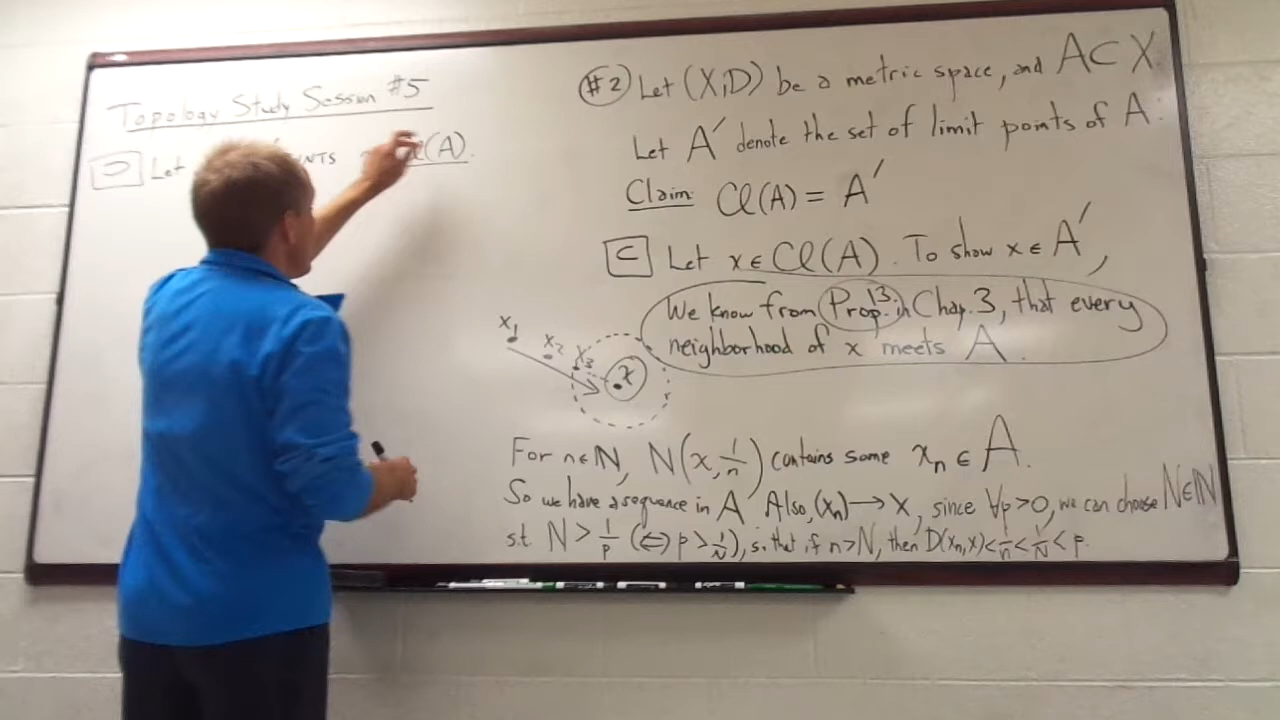 Topology Study Session #5
⊃ Let
Cl(A).
#2 Let (X,D) be a metric space, and A⊂X.
Let A′ denote the set of limit points of A.
Claim: Cl(A) = A′
⊂ Let x∈Cl(A). To show x∈A′,
We know from Prop. 13 in Chap. 3, that every
neighborhood of x meets A.
x₁
x₂
x₃
x
For n∈ℕ, N(x, 1/n) contains some xₙ∈A.
So we have a sequence in A. Also, (xₙ)→x, since ∀p>0, we can choose N∈ℕ
s.t. N > 1/p (⇔ p > 1/N), so that if n>N, then D(xₙ,x)<1/n<1/N<p.